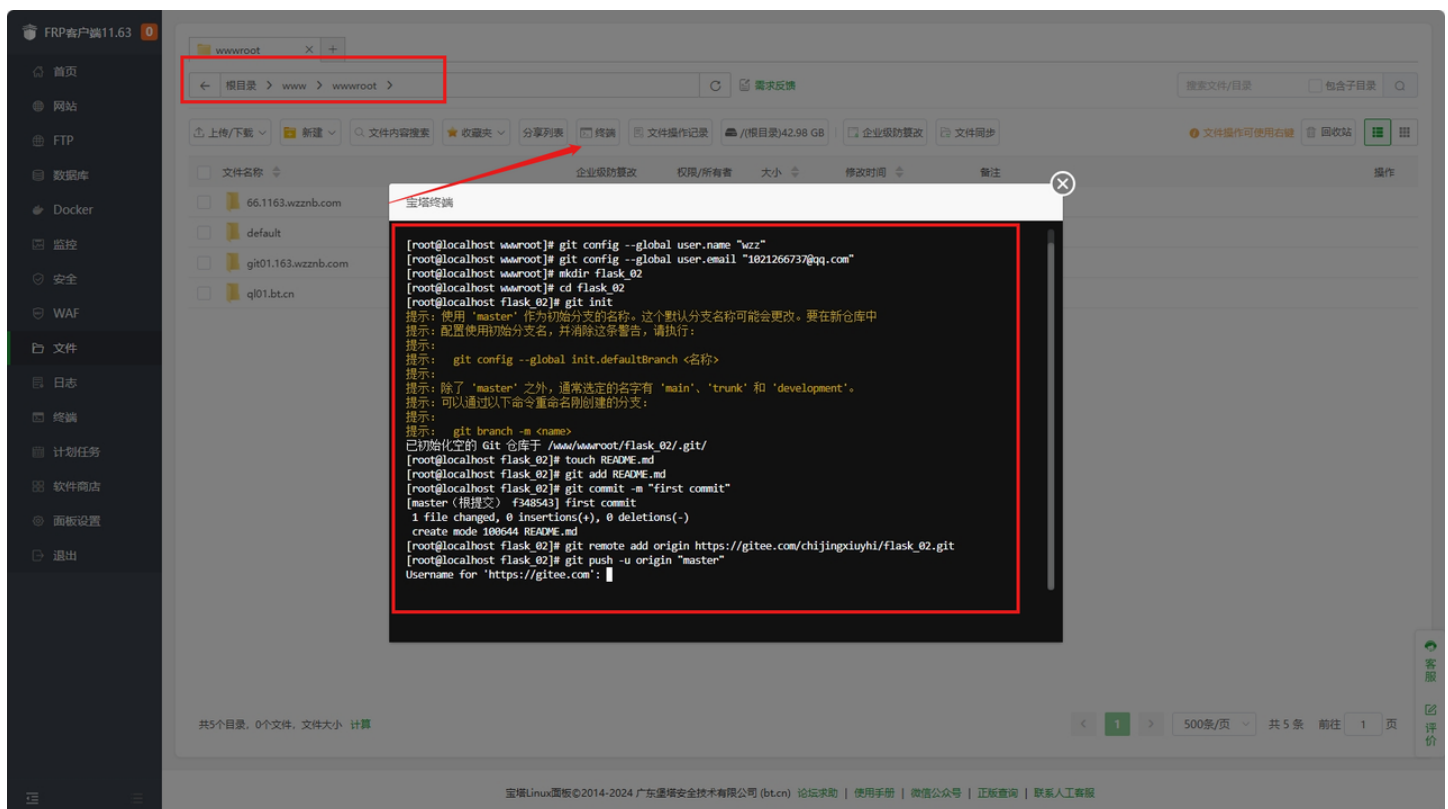 FRP客户端11.63 0
首页
网站
FTP
数据库
Docker
监控
安全
WAF
文件
日志
终端
计划任务
软件商店
面板设置
退出
wwwroot
根目录 > www > wwwroot >
需求反馈
搜索文件/目录 包含子目录
上传/下载 新建 文件内容搜索 收藏夹 分享列表 终端 文件操作记录 /(根目录)42.98 GB 企业级防篡改 文件同步 文件操作可使用右键 回收站
文件名称 企业级防篡改 权限/所有者 大小 修改时间 备注 操作
66.1163.wzznb.com
default
git01.163.wzznb.com
ql01.bt.cn
宝塔终端
[root@localhost wwwroot]# git config --global user.name "wzz"
[root@localhost wwwroot]# git config --global user.email "1021266737@qq.com"
[root@localhost wwwroot]# mkdir flask_02
[root@localhost wwwroot]# cd flask_02
[root@localhost flask_02]# git init
提示：使用 'master' 作为初始分支的名称。这个默认分支名称可能会更改。要在新仓库中
提示：配置使用初始分支名，并消除这条警告，请执行：
提示：
提示： git config --global init.defaultBranch <名称>
提示：
提示：除了 'master' 之外，通常选定的名字有 'main'、'trunk' 和 'development'。
提示：可以通过以下命令重命名刚创建的分支：
提示：
提示： git branch -m <name>
已初始化空的 Git 仓库于 /www/wwwroot/flask_02/.git/
[root@localhost flask_02]# touch README.md
[root@localhost flask_02]# git add README.md
[root@localhost flask_02]# git commit -m "first commit"
[master（根提交） f348543] first commit
1 file changed, 0 insertions(+), 0 deletions(-)
create mode 100644 README.md
[root@localhost flask_02]# git remote add origin https://gitee.com/chijingxiuyhi/flask_02.git
[root@localhost flask_02]# git push -u origin "master"
Username for 'https://gitee.com':
客服
评价
共5个目录, 0个文件, 文件大小 计算
1 500条/页 共 5 条 前往 1 页
宝塔Linux面板©2014-2024 广东堡塔安全技术有限公司 (bt.cn) 论坛求助 | 使用手册 | 微信公众号 | 正版查询 | 联系人工客服